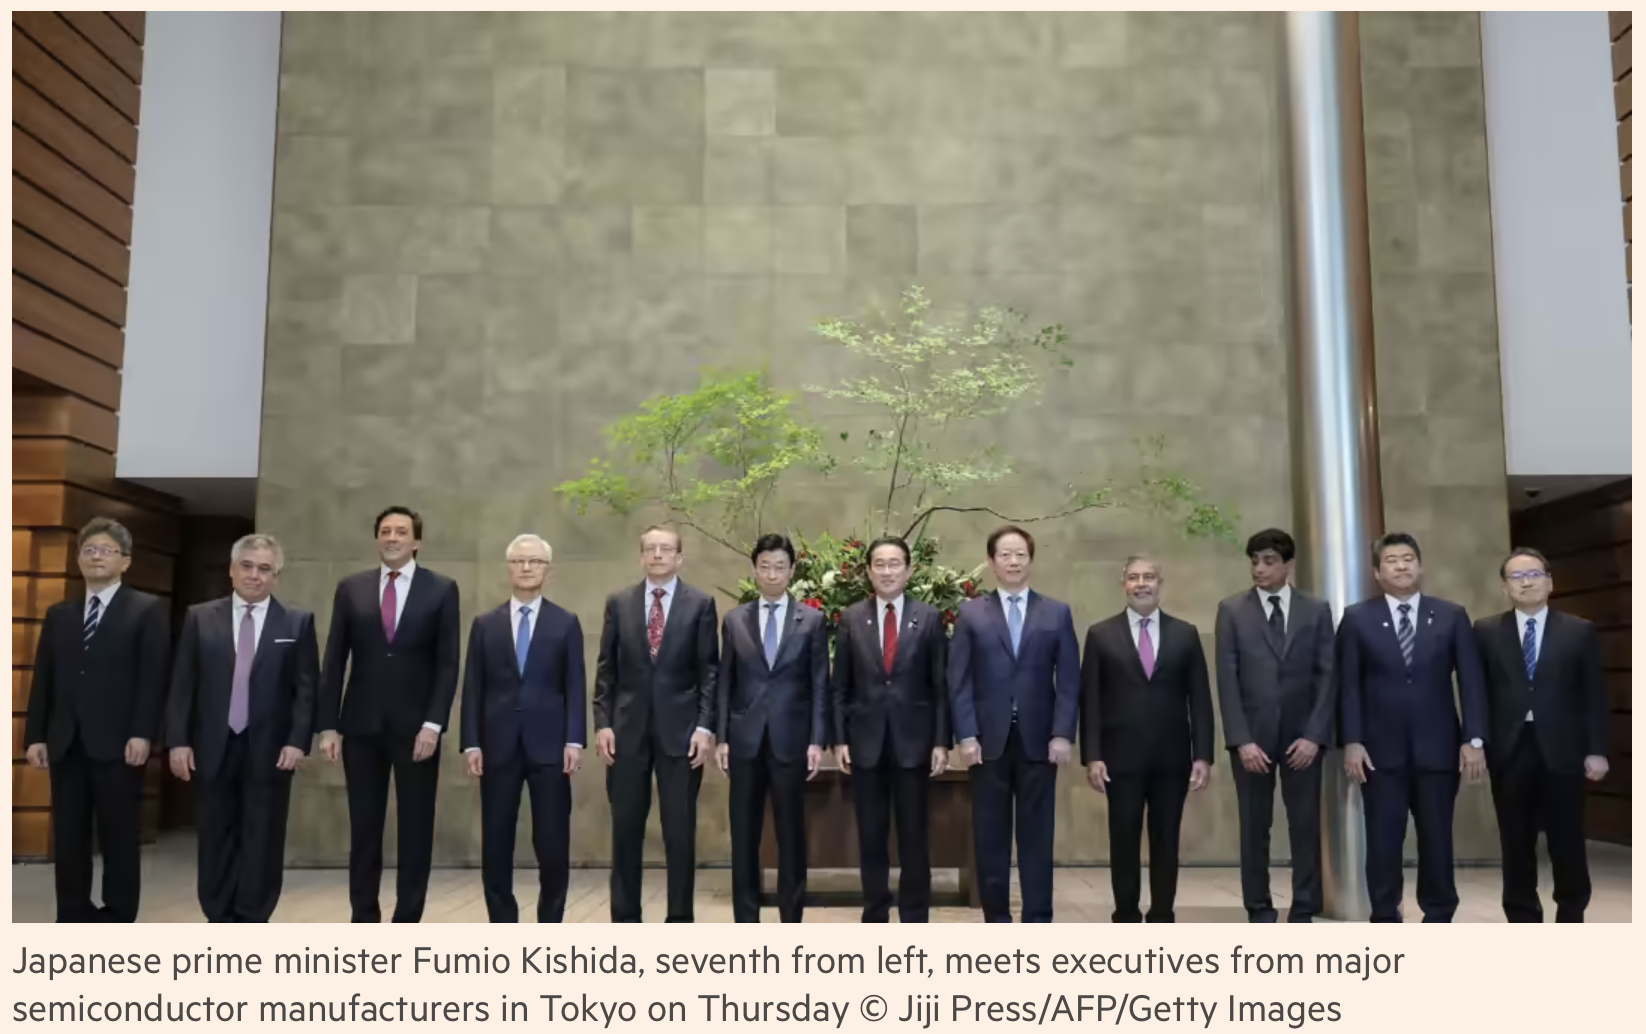 Japanese prime minister Fumio Kishida, seventh from left, meets executives from major
semiconductor manufacturers in Tokyo on Thursday © Jiji Press/AFP/Getty Images